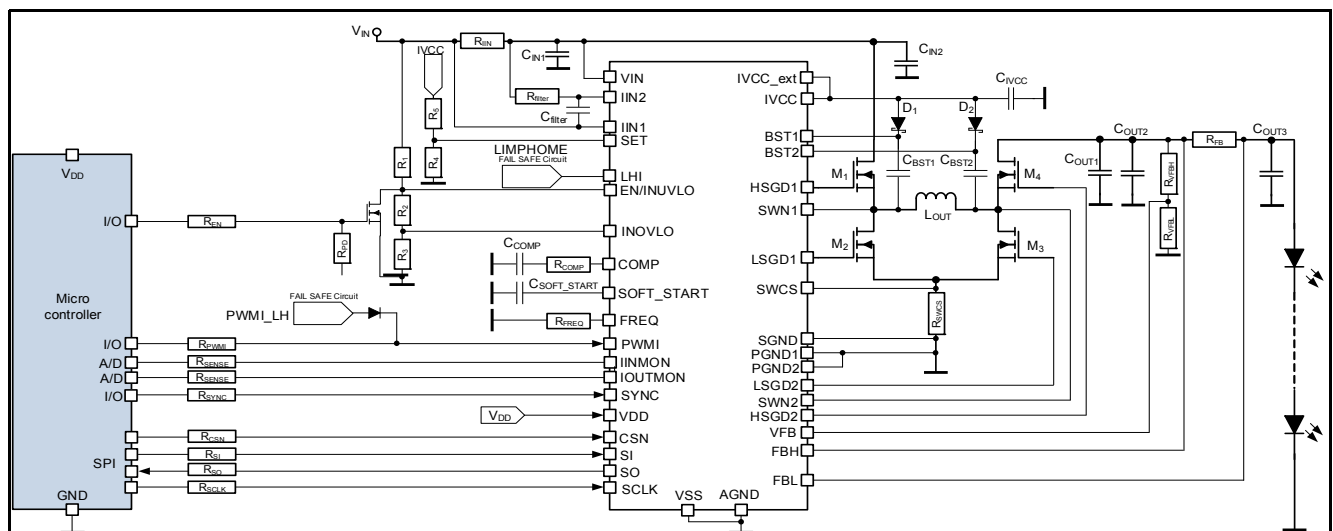 VIN
RIIN
IVCC
CIN1
CIN2
VIN
IIN2
IIN1
SET
LHI
EN/INUVLO
INOVLO
COMP
SOFT_START
FREQ
PWMI
IINMON
IOUTMON
SYNC
VDD
CSN
SI
SO
SCLK
VSS
AGND
IVCC_ext
IVCC
BST1
BST2
HSGD1
SWN1
LSGD1
SWCS
SGND
PGND1
PGND2
LSGD2
SWN2
HSGD2
VFB
FBH
FBL
Rfilter
Cfilter
R5
R4
R1
R2
R3
LIMPHOME
FAIL SAFE Circuit
CCOMP
RCOMP
CSOFT_START
RFREQ
FAIL SAFE Circuit
PWMI_LH
VDD
VDD
I/O
Micro
controller
I/O
A/D
A/D
I/O
SPI
GND
REN
RPD
RPWMI
RSENSE
RSENSE
RSYNC
RCSN
RSI
RSO
RSCLK
CIVCC
D1
D2
CBST1
CBST2
M1
M2
M3
M4
LOUT
RSWCS
COUT1
COUT2
COUT3
RFB
RVFBH
RVFBL